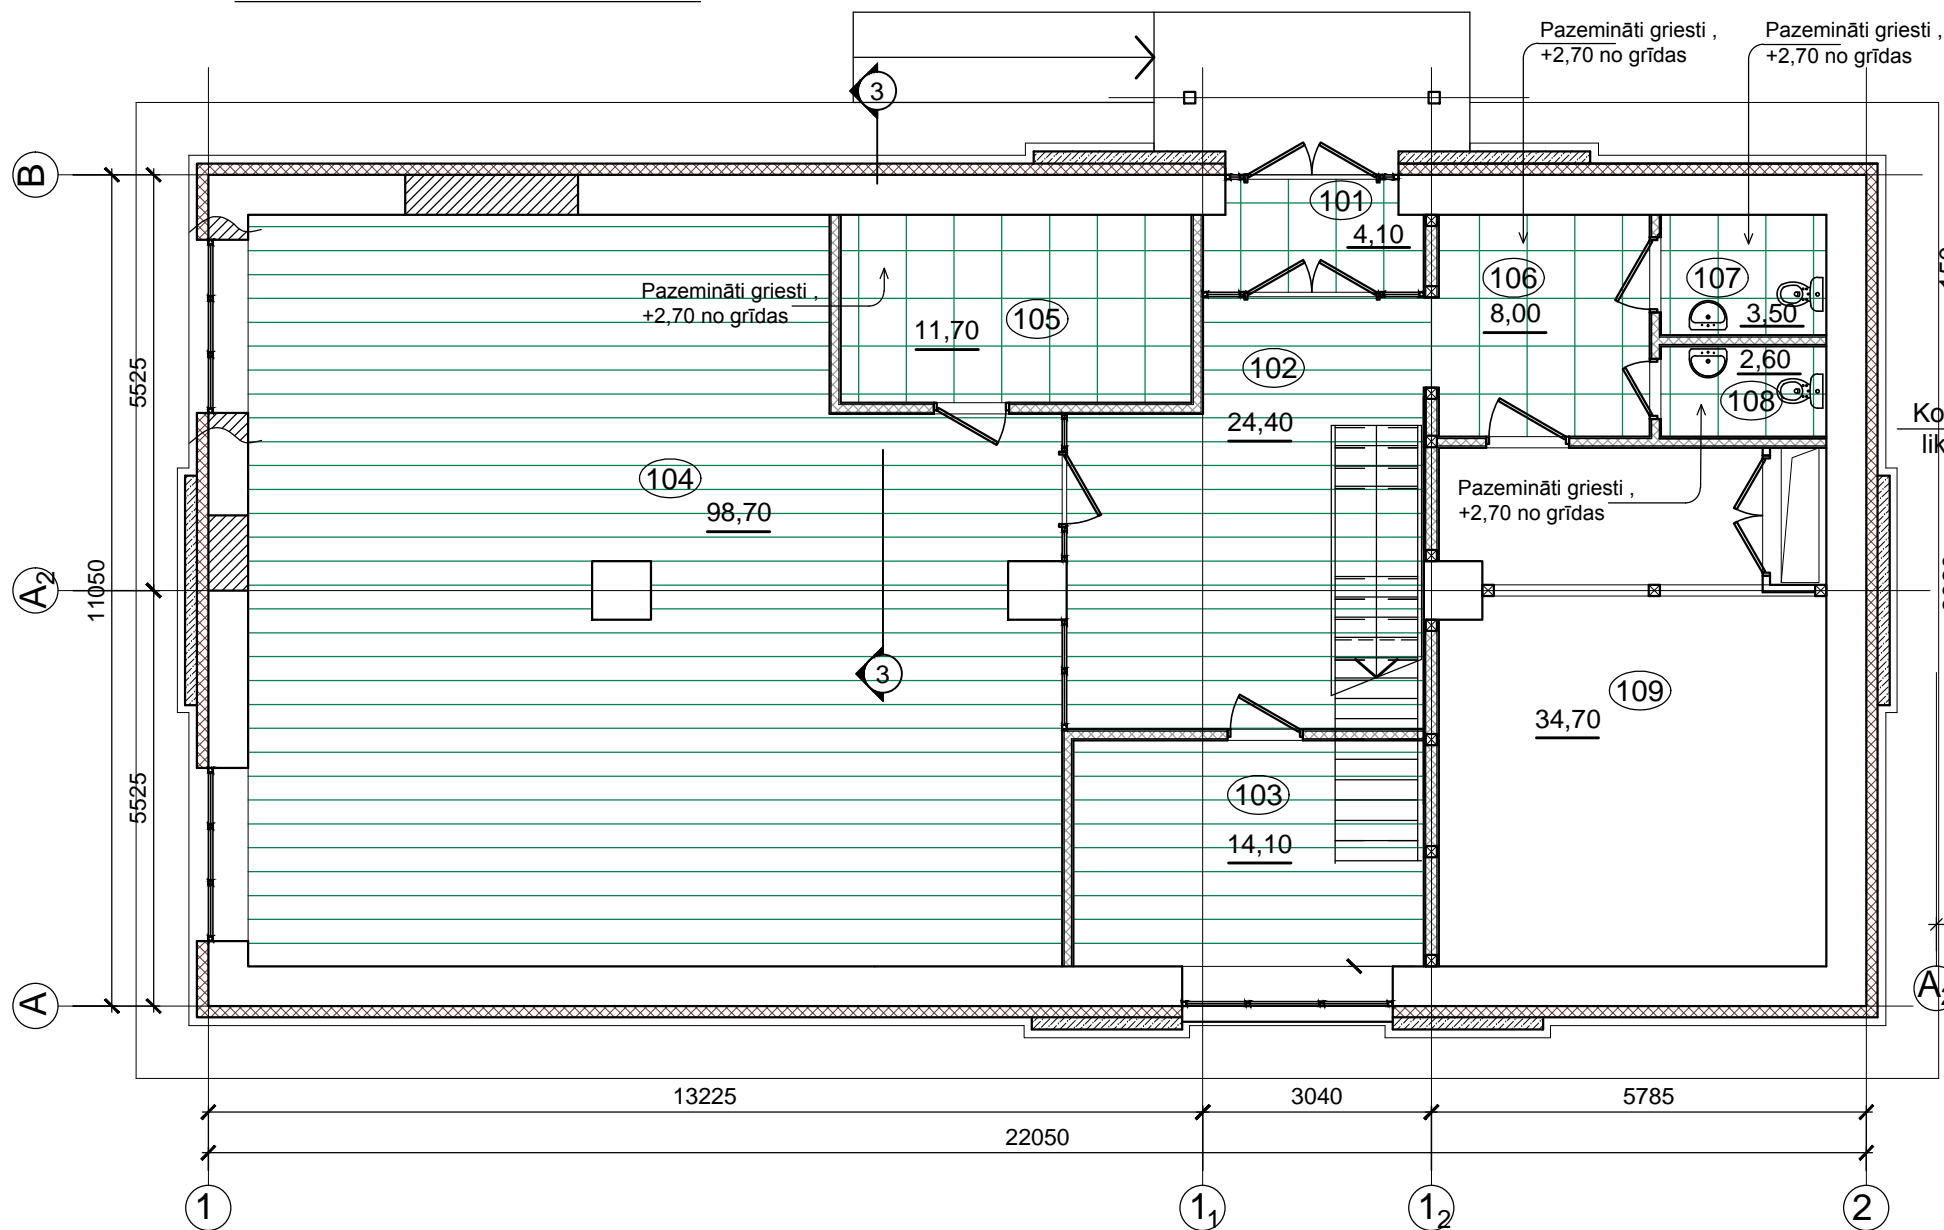 Pazemināti griesti ,
+2,70 no grīdas
Pazemināti griesti ,
+2,70 no grīdas
3
B
101
4,10
106
8,00
107
3,50
Pazemināti griesti ,
+2,70 no grīdas
105
11,70
102
24,40
2,60
108
5525
104
98,70
Pazemināti griesti ,
+2,70 no grīdas
A2
11050
3
109
34,70
5525
103
14,10
A
13225
3040
5785
22050
1
11
12
2